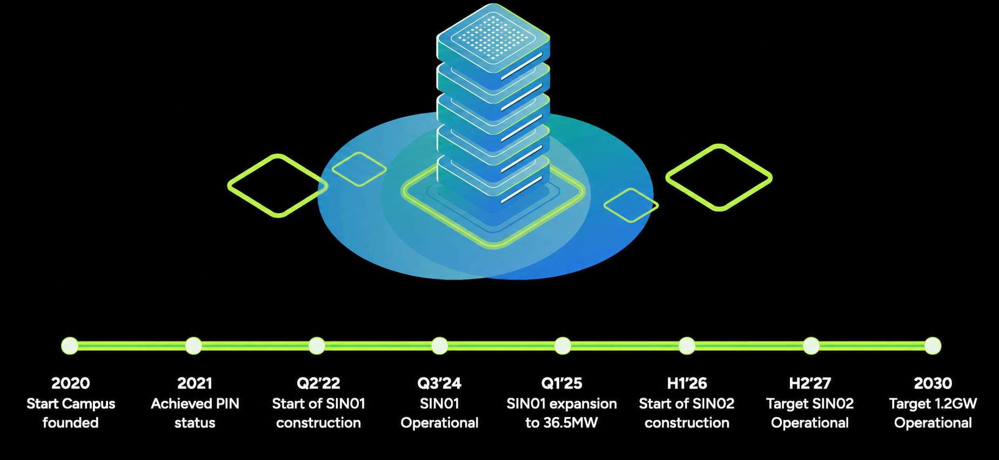 2020
Start Campus
founded
2021
Achieved PIN
status
Q2’22
Start of SIN01
construction
Q3’24
SIN01
Operational
Q1’25
SIN01 expansion
to 36.5MW
H1’26
Start of SIN02
construction
H2’27
Target SIN02
Operational
2030
Target 1.2GW
Operational